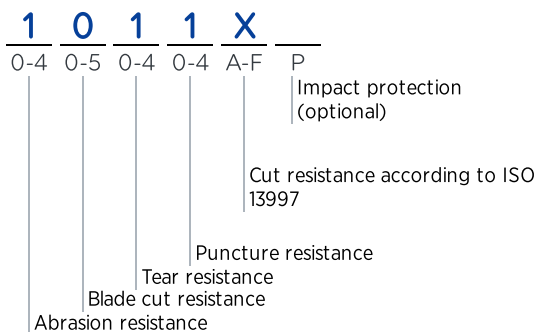 1 0 1 1 X
0-4 0-5 0-4 0-4 A-F P
Impact protection
(optional)
Cut resistance according to ISO
13997
Puncture resistance
Tear resistance
Blade cut resistance
Abrasion resistance